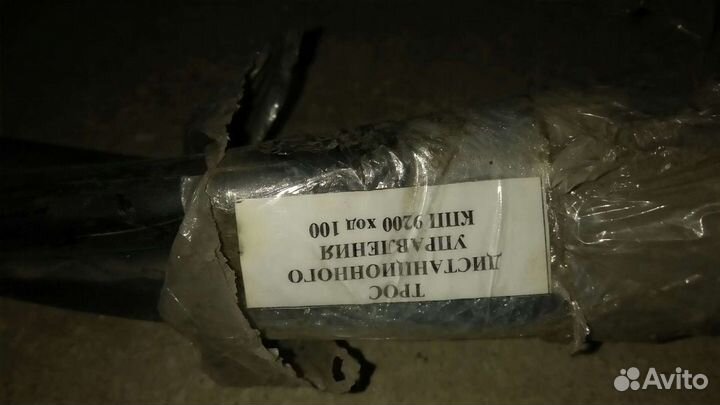 ТРОС
ДИСТАНЦИОННОГО
УПРАВЛЕНИЯ
КПП 9200 ход 100
Avito